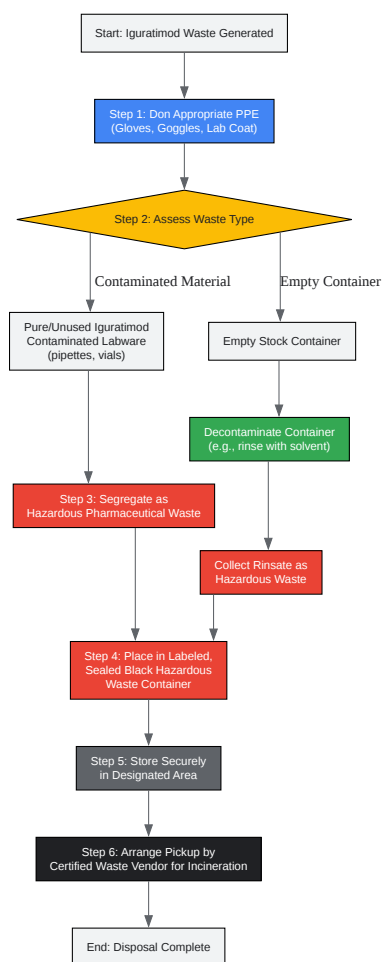 Start: Iguratimod Waste Generated
Step 1: Don Appropriate PPE
(Gloves, Goggles, Lab Coat)
Step 2: Assess Waste Type
Contaminated Material
Empty Container
Pure/Unused Iguratimod
Contaminated Labware
(pipettes, vials)
Empty Stock Container
Decontaminate Container
(e.g., rinse with solvent)
Step 3: Segregate as
Hazardous Pharmaceutical Waste
Collect Rinsate as
Hazardous Waste
Step 4: Place in Labeled,
Sealed Black Hazardous
Waste Container
Step 5: Store Securely
in Designated Area
Step 6: Arrange Pickup by
Certified Waste Vendor for Incineration
End: Disposal Complete